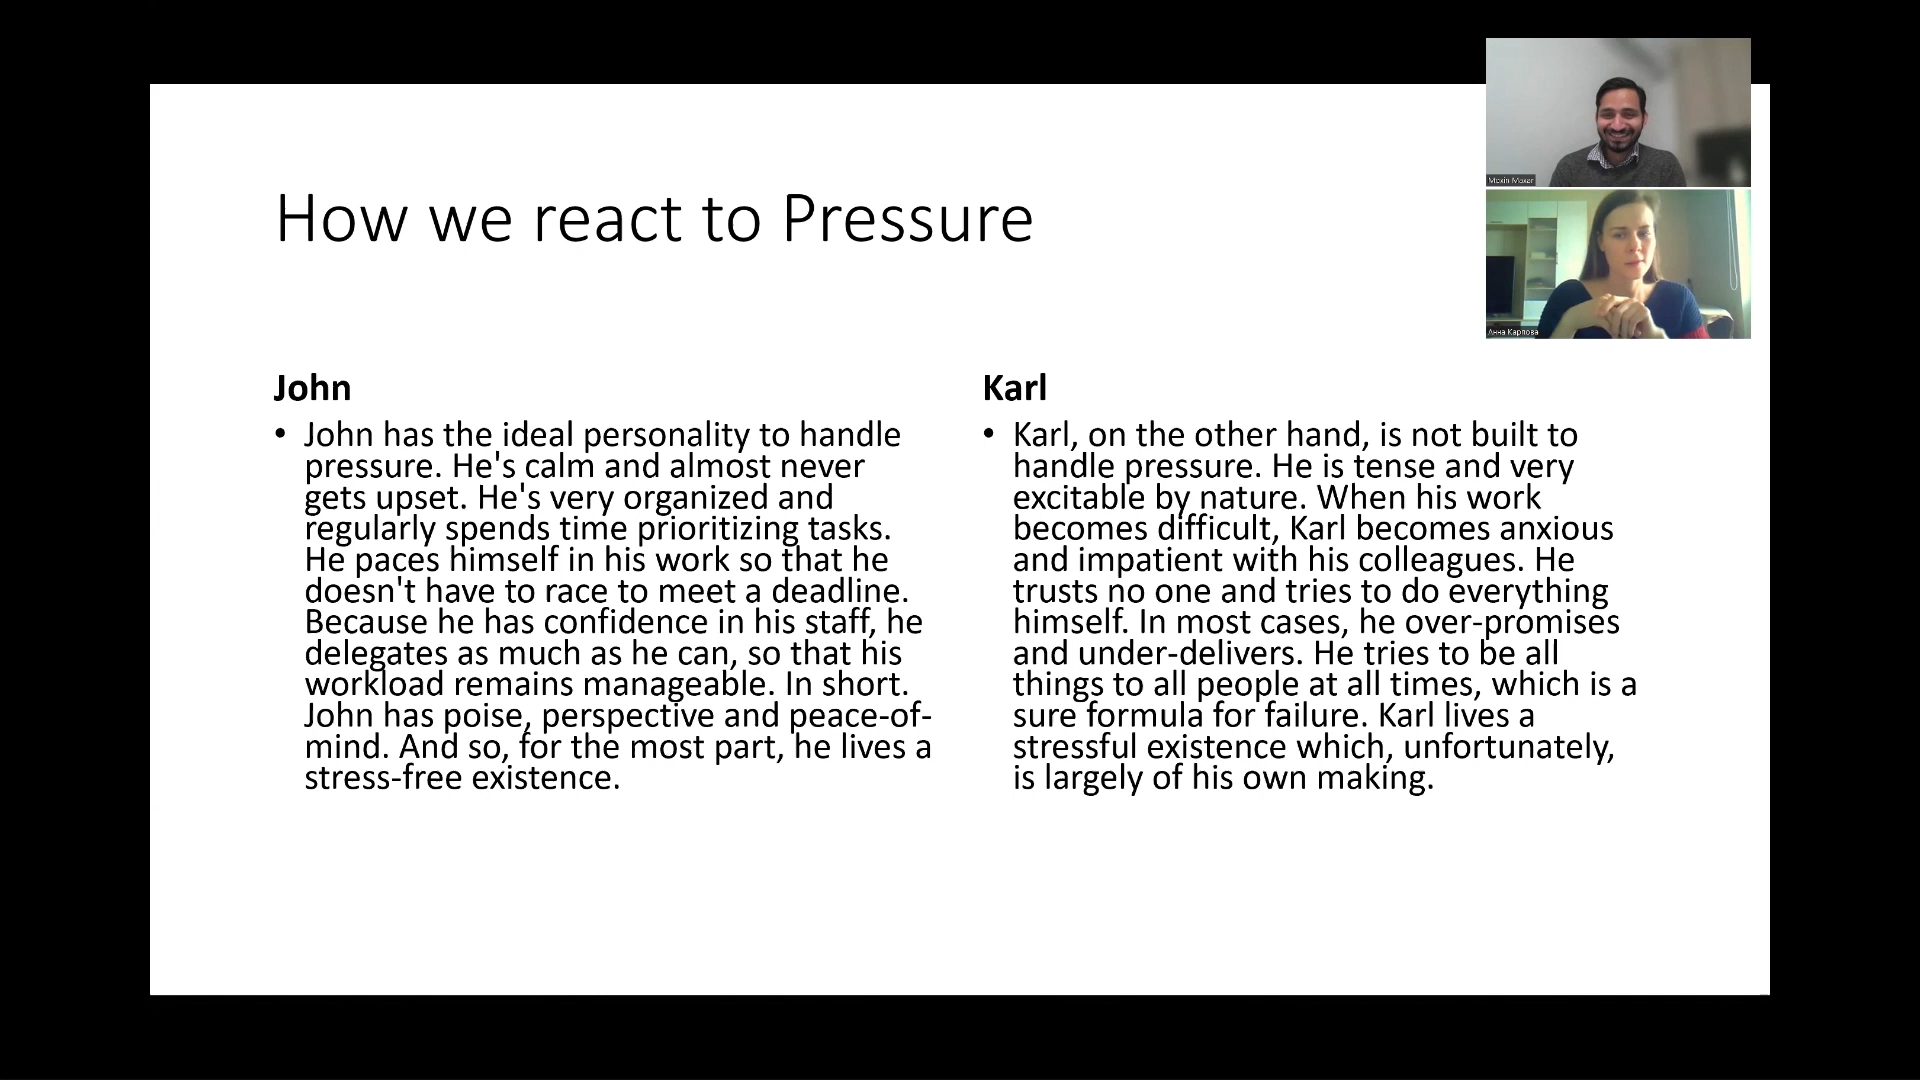 How we react to Pressure
Мохіп Махаг
Анна Карпова
John
• John has the ideal personality to handle
pressure. He's calm and almost never
gets upset. He's very organized and
regularly spends time prioritizing tasks.
He paces himself in his work so that he
doesn't have to race to meet a deadline.
Because he has confidence in his staff, he
delegates as much as he can, so that his
workload remains manageable. In short.
John has poise, perspective and peace-of-
mind. And so, for the most part, he lives a
stress-free existence.
Karl
• Karl, on the other hand, is not built to
handle pressure. He is tense and very
excitable by nature. When his work
becomes difficult, Karl becomes anxious
and impatient with his colleagues. He
trusts no one and tries to do everything
himself. In most cases, he over-promises
and under-delivers. He tries to be all
things to all people at all times, which is a
sure formula for failure. Karl lives a
stressful existence which, unfortunately,
is largely of his own making.